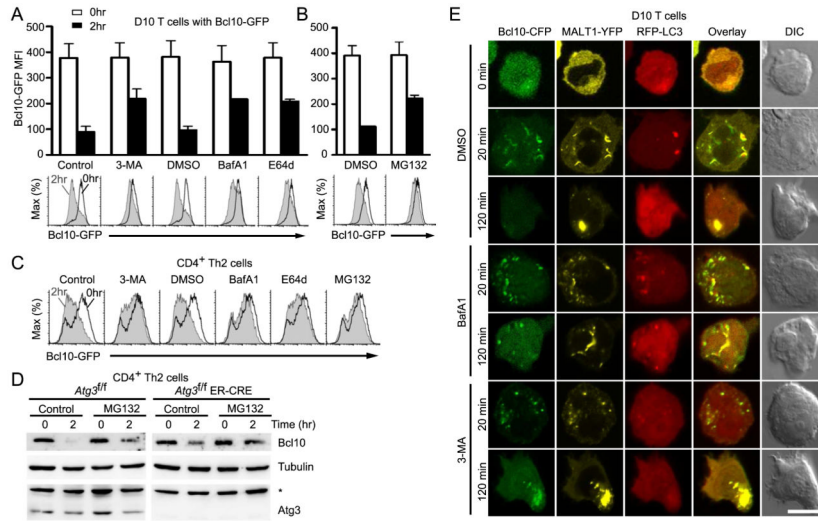 A
D10 T cells with Bcl10-GFP
0hr
2hr
Bcl10-GFP MFI
500
400
300
200
100
0
Control 3-MA DMSO BafA1 E64d
Max (%)
2hr 0hr
Bcl10-GFP
B
500
400
300
200
100
0
DMSO MG132
Max (%)
Bcl10-GFP
C
CD4+ Th2 cells
Control 3-MA DMSO BafA1 E64d MG132
2hr 0hr
Max (%)
Bcl10-GFP
D
CD4+ Th2 cells
Atg3f/f Atg3f/f ER-CRE
Control MG132 Control MG132
0 2 0 2 0 2 0 2 Time (hr)
Bcl10
Tubulin
*
Atg3
E
D10 T cells
Bcl10-CFP MALT1-YFP RFP-LC3 Overlay DIC
DMSO
0 min
20 min
120 min
BafA1
20 min
120 min
3-MA
20 min
120 min